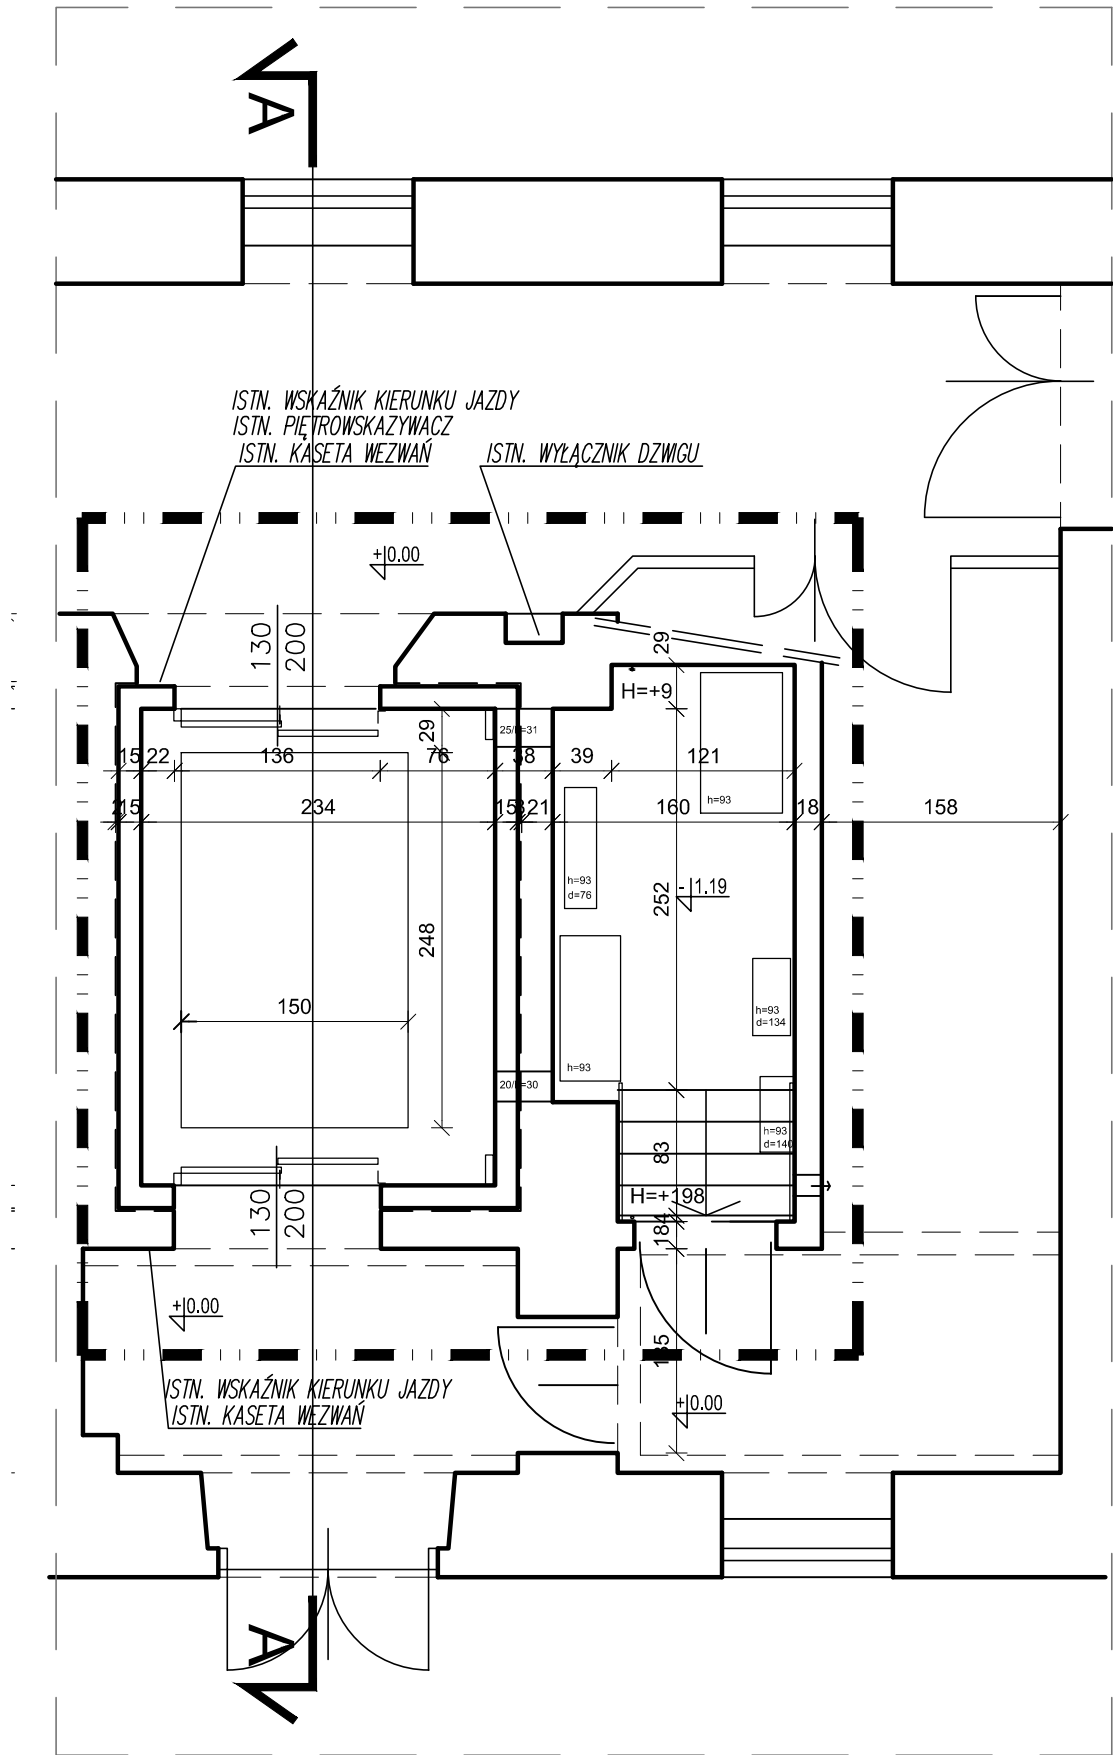 A
ISTN. WSKAŹNIK KIERUNKU JAZDY
ISTN. PIĘTROWSKAZYWACZ
ISTN. KASETA WEZWAŃ
ISTN. WYŁĄCZNIK DZWIGU
+0.00
130
200
29
H=+9
29
15
22
136
76
38
39
121
h=93
15
234
15
21
160
18
158
h=93
d=76
252
-1.19
248
150
h=93
d=134
h=93
h=93
d=140
83
H=+198
130
200
184
+0.00
+0.00
ISTN. WSKAŹNIK KIERUNKU JAZDY
ISTN. KASETA WEZWAŃ
A